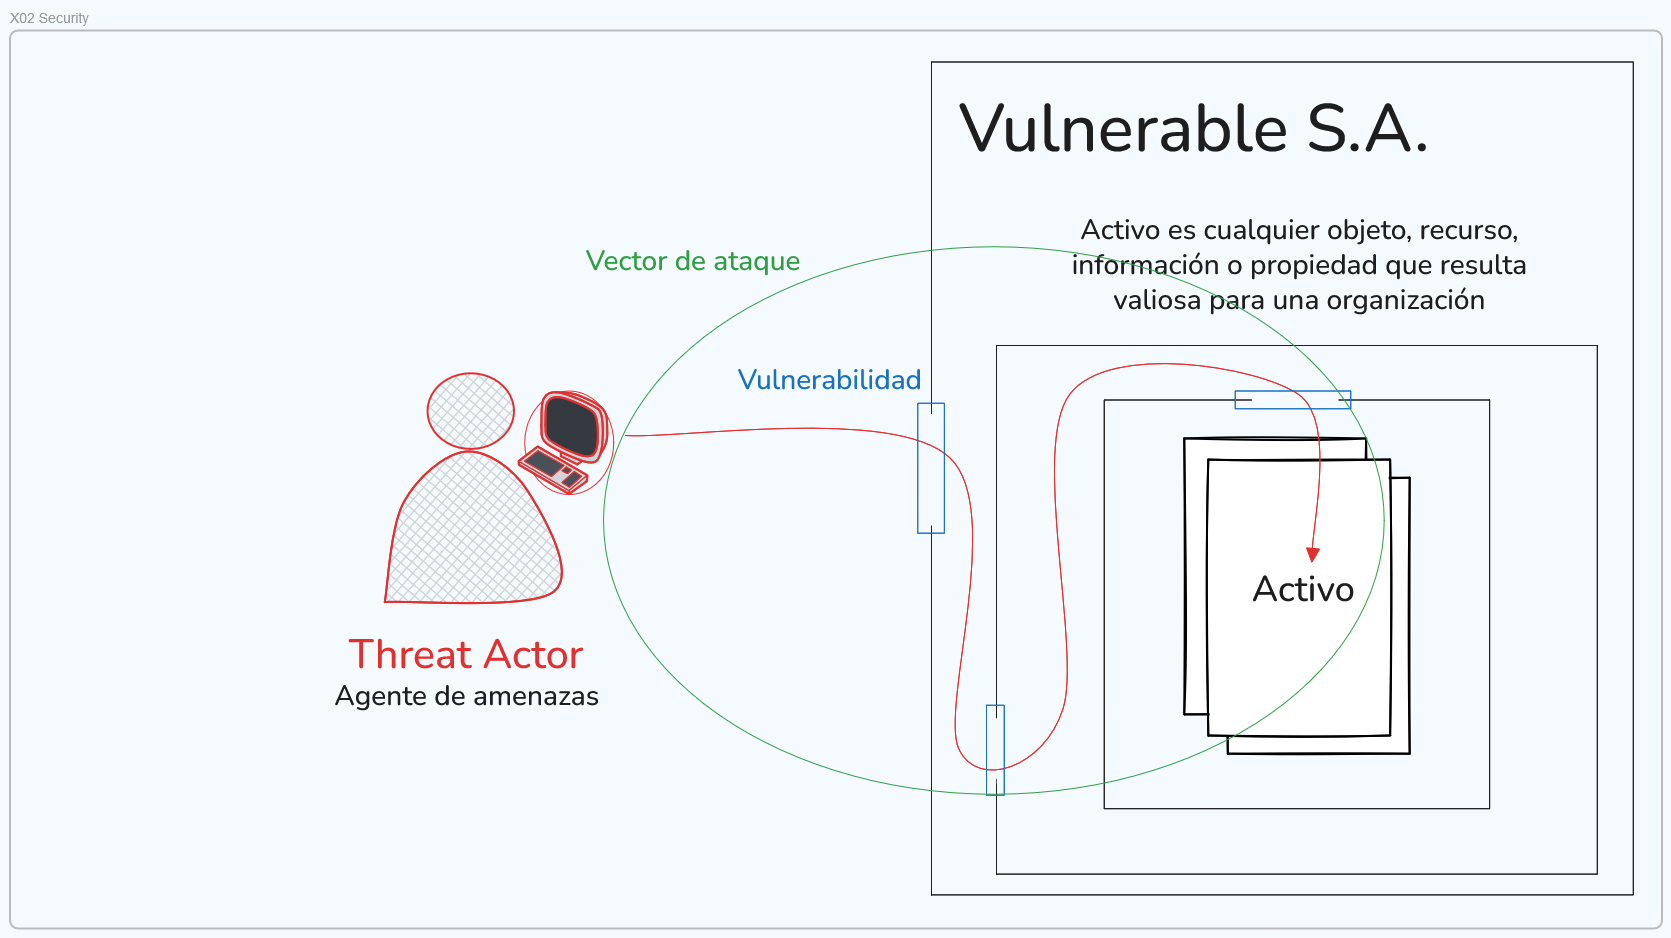 X02 Security
Vulnerable S.A.
Activo es cualquier objeto, recurso,
información o propiedad que resulta
valiosa para una organización
Vector de ataque
Vulnerabilidad
Activo
Threat Actor
Agente de amenazas